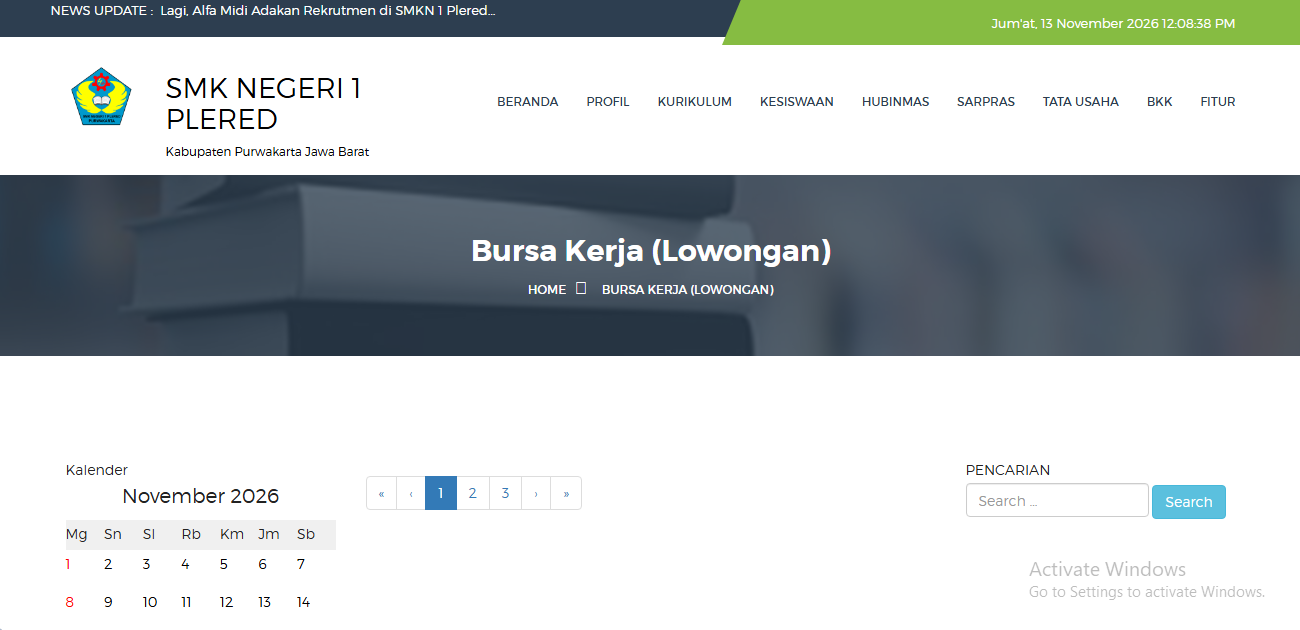 NEWS UPDATE : Lagi, Alfa Midi Adakan Rekrutmen di SMKN 1 Plered...
Jum'at, 13 November 2026 12:08:38 PM
SMK NEGERI 1
PLERED
Kabupaten Purwakarta Jawa Barat
BERANDA PROFIL KURIKULUM KESISWAAN HUBINMAS SARPRAS TATA USAHA BKK FITUR
Bursa Kerja (Lowongan)
HOME BURSA KERJA (LOWONGAN)
Kalender
November 2026
Mg Sn Sl Rb Km Jm Sb
1 2 3 4 5 6 7
8 9 10 11 12 13 14
« ‹ 1 2 3 › »
PENCARIAN
Search ...
Search
Activate Windows
Go to Settings to activate Windows.